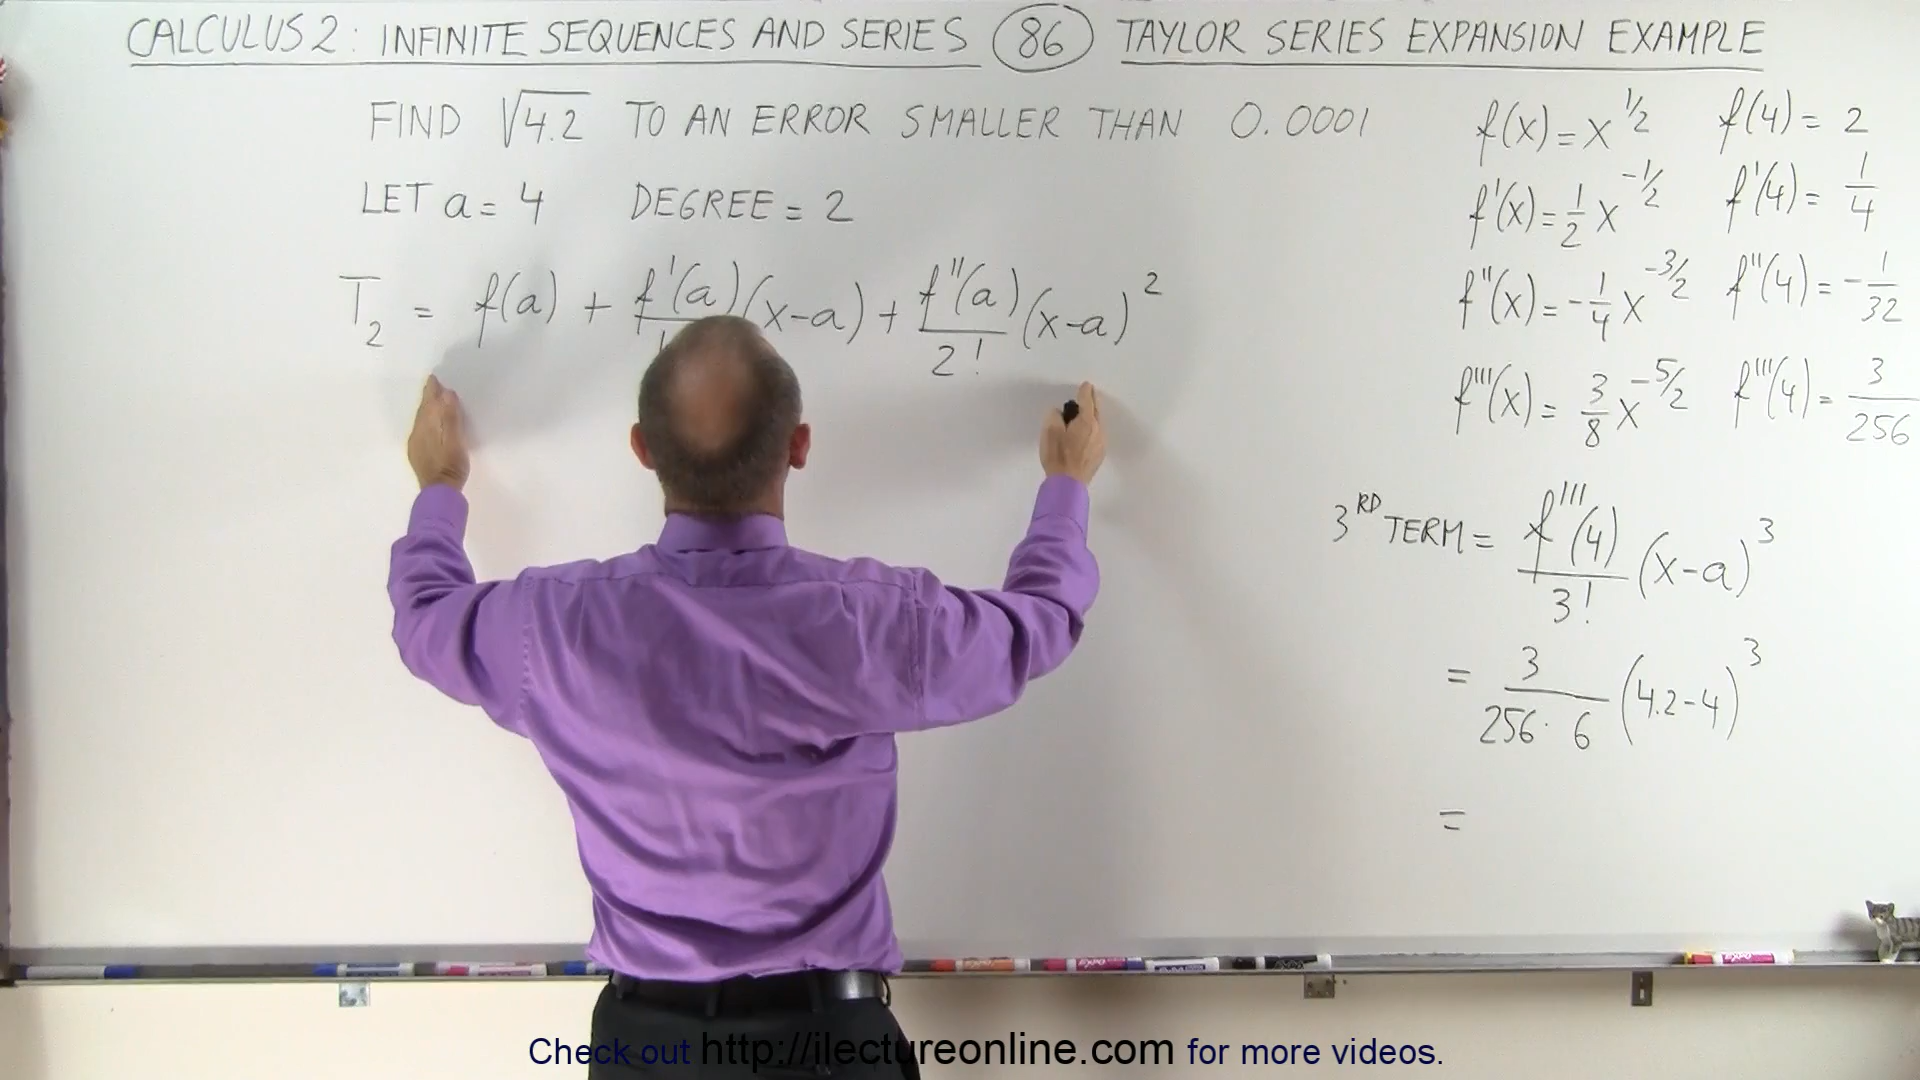 CALCULUS 2: INFINITE SEQUENCES AND SERIES 86 TAYLOR SERIES EXPANSION EXAMPLE
FIND √4.2 TO AN ERROR SMALLER THAN 0.0001
LET a = 4 DEGREE = 2
T₂ = f(a) + f'(a)/1 (x-a) + f''(a)/2! (x-a)²
f(x) = x^1/2 f(4) = 2
f'(x) = 1/2 x^-1/2 f'(4) = 1/4
f''(x) = -1/4 x^-3/2 f''(4) = -1/32
f'''(x) = 3/8 x^-5/2 f'''(4) = 3/256
3RD TERM = f'''(4)/3! (x-a)³
= 3/(256· 6) (4.2-4)³
=
Check out http://ilectureonline.com for more videos.